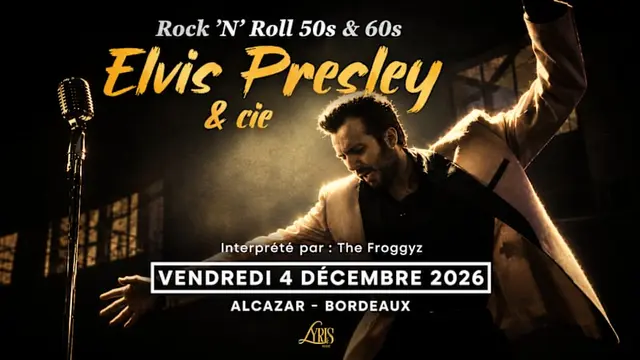 Rock 'N' Roll 50s & 60s
Elvis Presley
& cie
Interprété par : The Froggyz
VENDREDI 4 DÉCEMBRE 2026
ALCAZAR - BORDEAUX
LYRIS